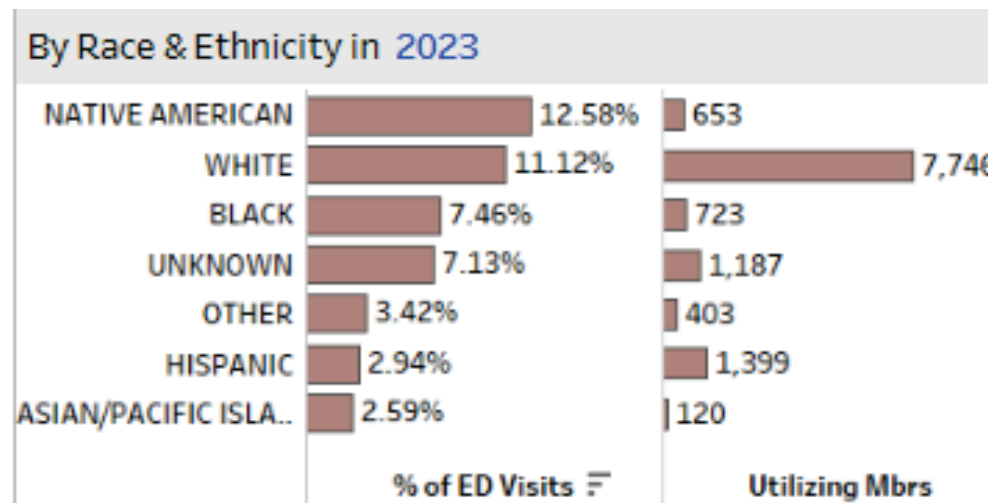 By Race & Ethnicity in 2023
NATIVE AMERICAN 12.58% 653
WHITE 11.12% 7,746
BLACK 7.46% 723
UNKNOWN 7.13% 1,187
OTHER 3.42% 403
HISPANIC 2.94% 1,399
ASIAN/PACIFIC ISLA.. 2.59% 120
% of ED Visits Utilizing Mbrs